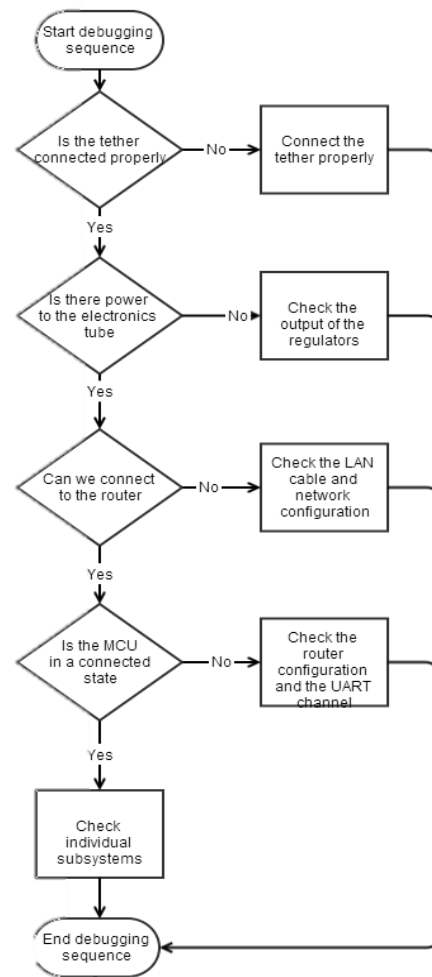 Start debugging
sequence
Is the tether
connected properly
No
Connect the
tether properly
Yes
Is there power
to the electronics
tube
No
Check the
output of the
regulators
Yes
Can we connect
to the router
No
Check the LAN
cable and
network
configuration
Yes
Is the MCU
in a connected
state
No
Check the
router
configuration
and the UART
channel
Yes
Check
individual
subsystems
End debugging
sequence